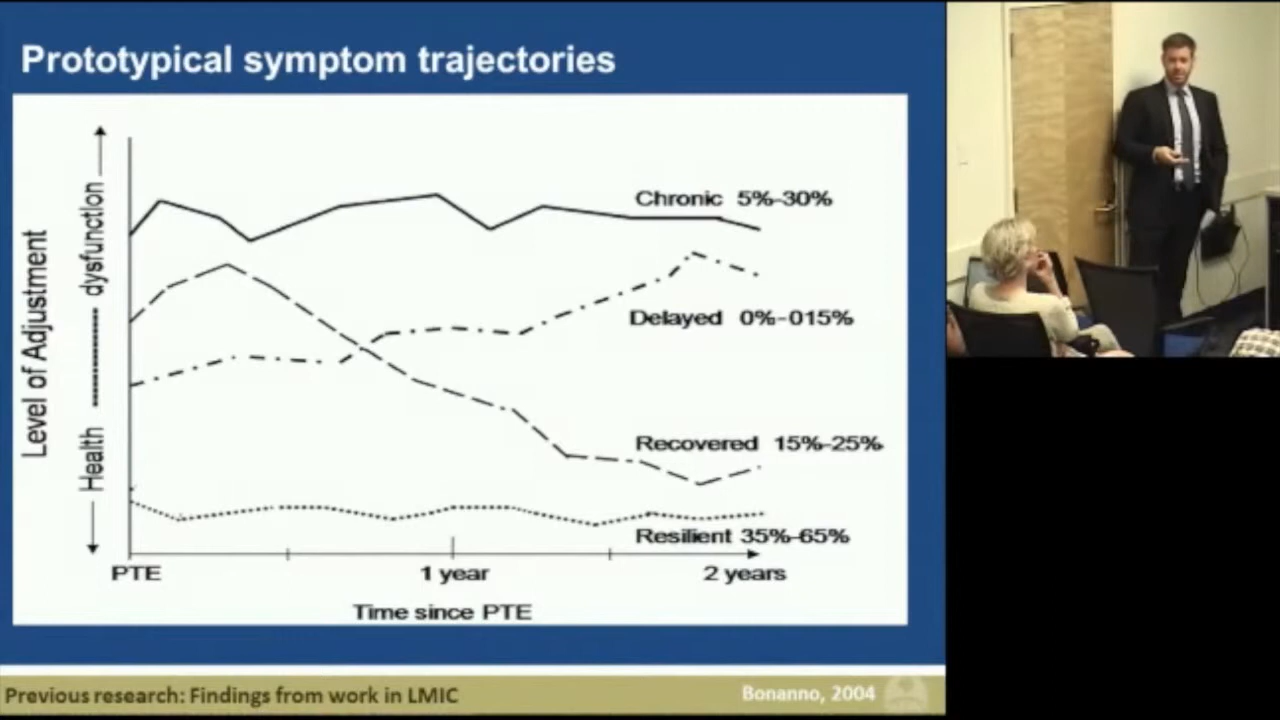 Prototypical symptom trajectories
Level of Adjustment
Health
dysfunction
Chronic 5%-30%
Delayed 0%-015%
Recovered 15%-25%
Resilient 35%-65%
PTE
1 year
2 years
Time since PTE
Previous research: Findings from work in LMIC
Bonanno, 2004